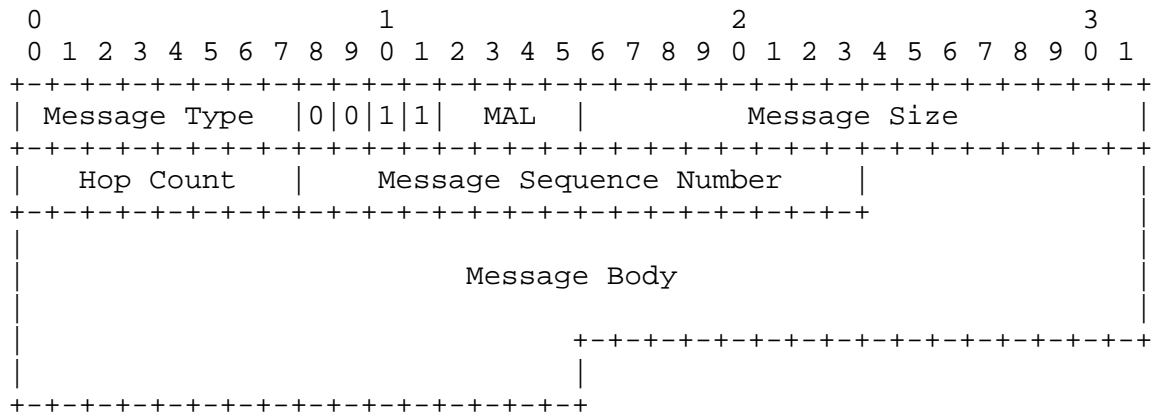 0                   1                   2                   3
 0 1 2 3 4 5 6 7 8 9 0 1 2 3 4 5 6 7 8 9 0 1 2 3 4 5 6 7 8 9 0 1
+-+-+-+-+-+-+-+-+-+-+-+-+-+-+-+-+-+-+-+-+-+-+-+-+-+-+-+-+-+-+-+-+
| Message Type  |0|0|1|1|  MAL  |         Message Size          |
+-+-+-+-+-+-+-+-+-+-+-+-+-+-+-+-+-+-+-+-+-+-+-+-+-+-+-+-+-+-+-+-+
|   Hop Count   |    Message Sequence Number    |               |
+-+-+-+-+-+-+-+-+-+-+-+-+-+-+-+-+-+-+-+-+-+-+-+-+               |
|                                                               |
|                         Message Body                          |
|                                                               |
|                               +-+-+-+-+-+-+-+-+-+-+-+-+-+-+-+-+
|                               |
+-+-+-+-+-+-+-+-+-+-+-+-+-+-+-+-+